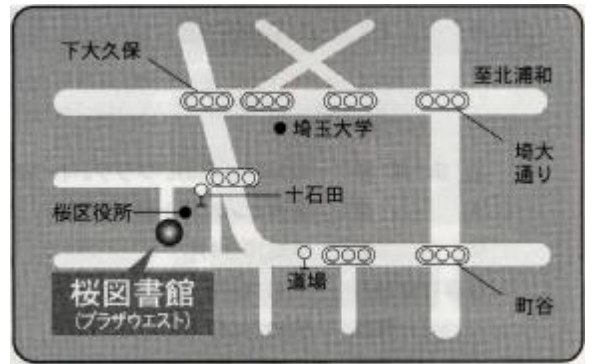 下大久保
至北浦和
埼玉大学
埼大
通り
十石田
桜区役所
道場
桜図書館
(プラザウエスト)
町谷